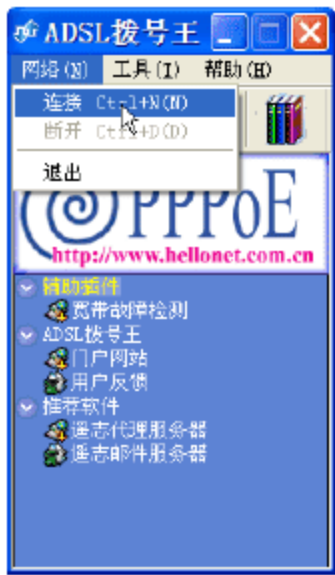 ADSL拨号王
网络(N) 工具(I) 帮助(H)
连接 Ctrl+N(N)
断开 Ctrl+D(D)
退出
PPPoE
http://www.hellonet.com.cn
辅助插件
宽带故障检测
ADSL拨号王
门户网站
用户反馈
推荐软件
遥志代理服务器
遥志邮件服务器